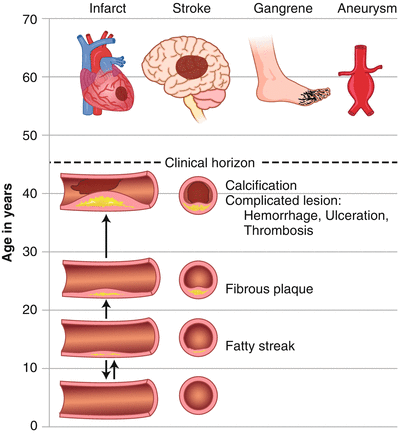 Infarct Stroke Gangrene Aneurysm
70
60
50
Clinical horizon
40
Calcification
Complicated lesion:
Hemorrhage, Ulceration,
Thrombosis
30
Fibrous plaque
20
Fatty streak
10
0
Age in years